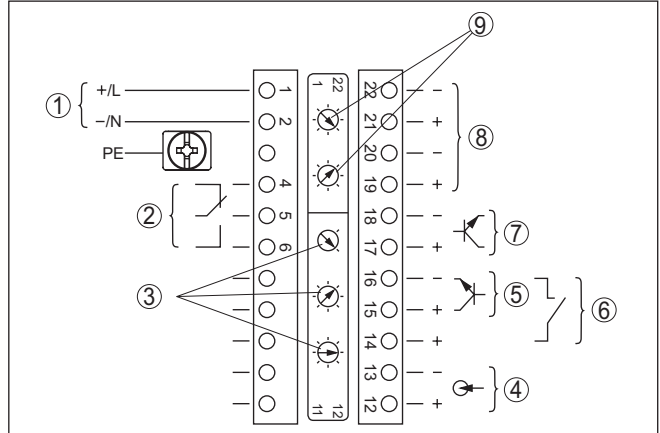 ⑨
1 22
① +/L 1 22 −
−/N 2 21 + ⑧
PE 20 −
4 19 +
② 5 18 − ⑦
6 17 +
16 − ⑤
③ 15 + ⑥
14 +
13 − ④
11 12 12 +